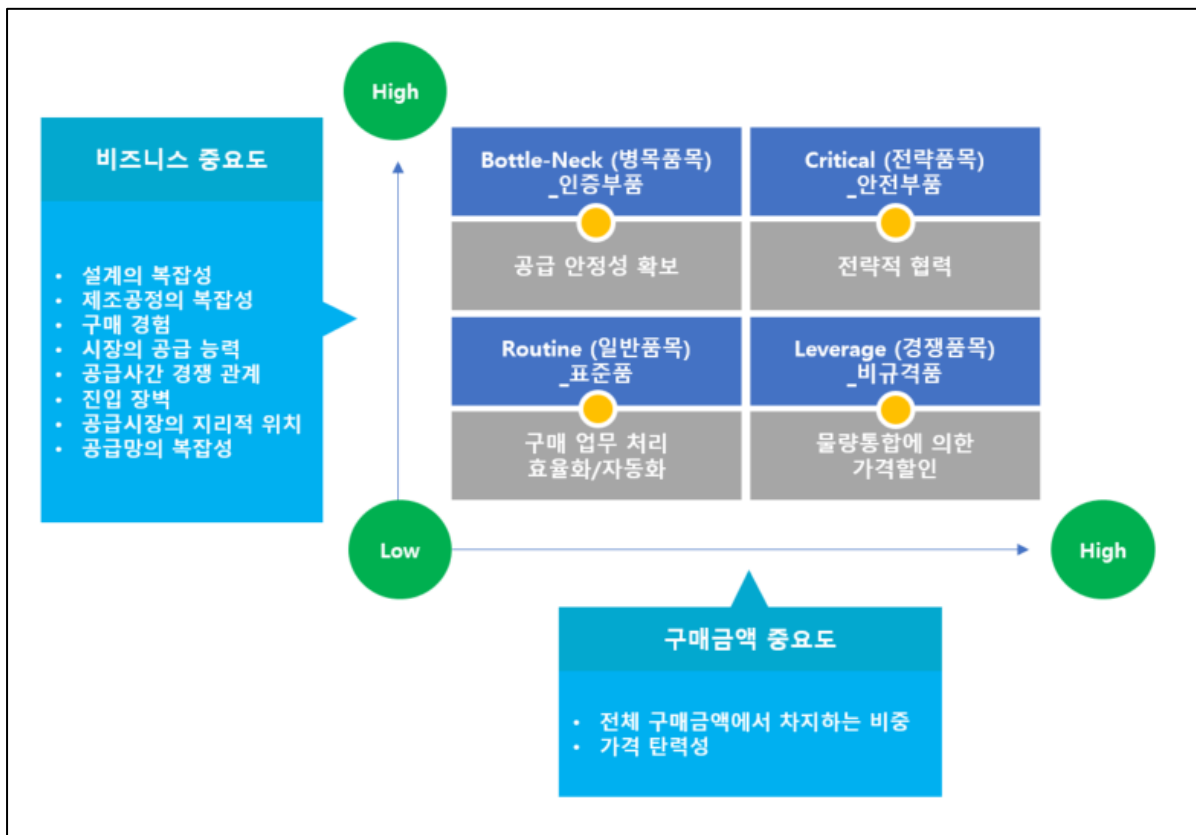 High
비즈니스 중요도
• 설계의 복잡성
• 제조공정의 복잡성
• 구매 경험
• 시장의 공급 능력
• 공급사간 경쟁 관계
• 진입 장벽
• 공급시장의 지리적 위치
• 공급망의 복잡성
Bottle-Neck (병목품목)
_인증부품
공급 안정성 확보
Critical (전략품목)
_안전부품
전략적 협력
Routine (일반품목)
_표준품
구매 업무 처리
효율화/자동화
Leverage (경쟁품목)
_비규격품
물량통합에 의한
가격할인
Low
High
구매금액 중요도
• 전체 구매금액에서 차지하는 비중
• 가격 탄력성